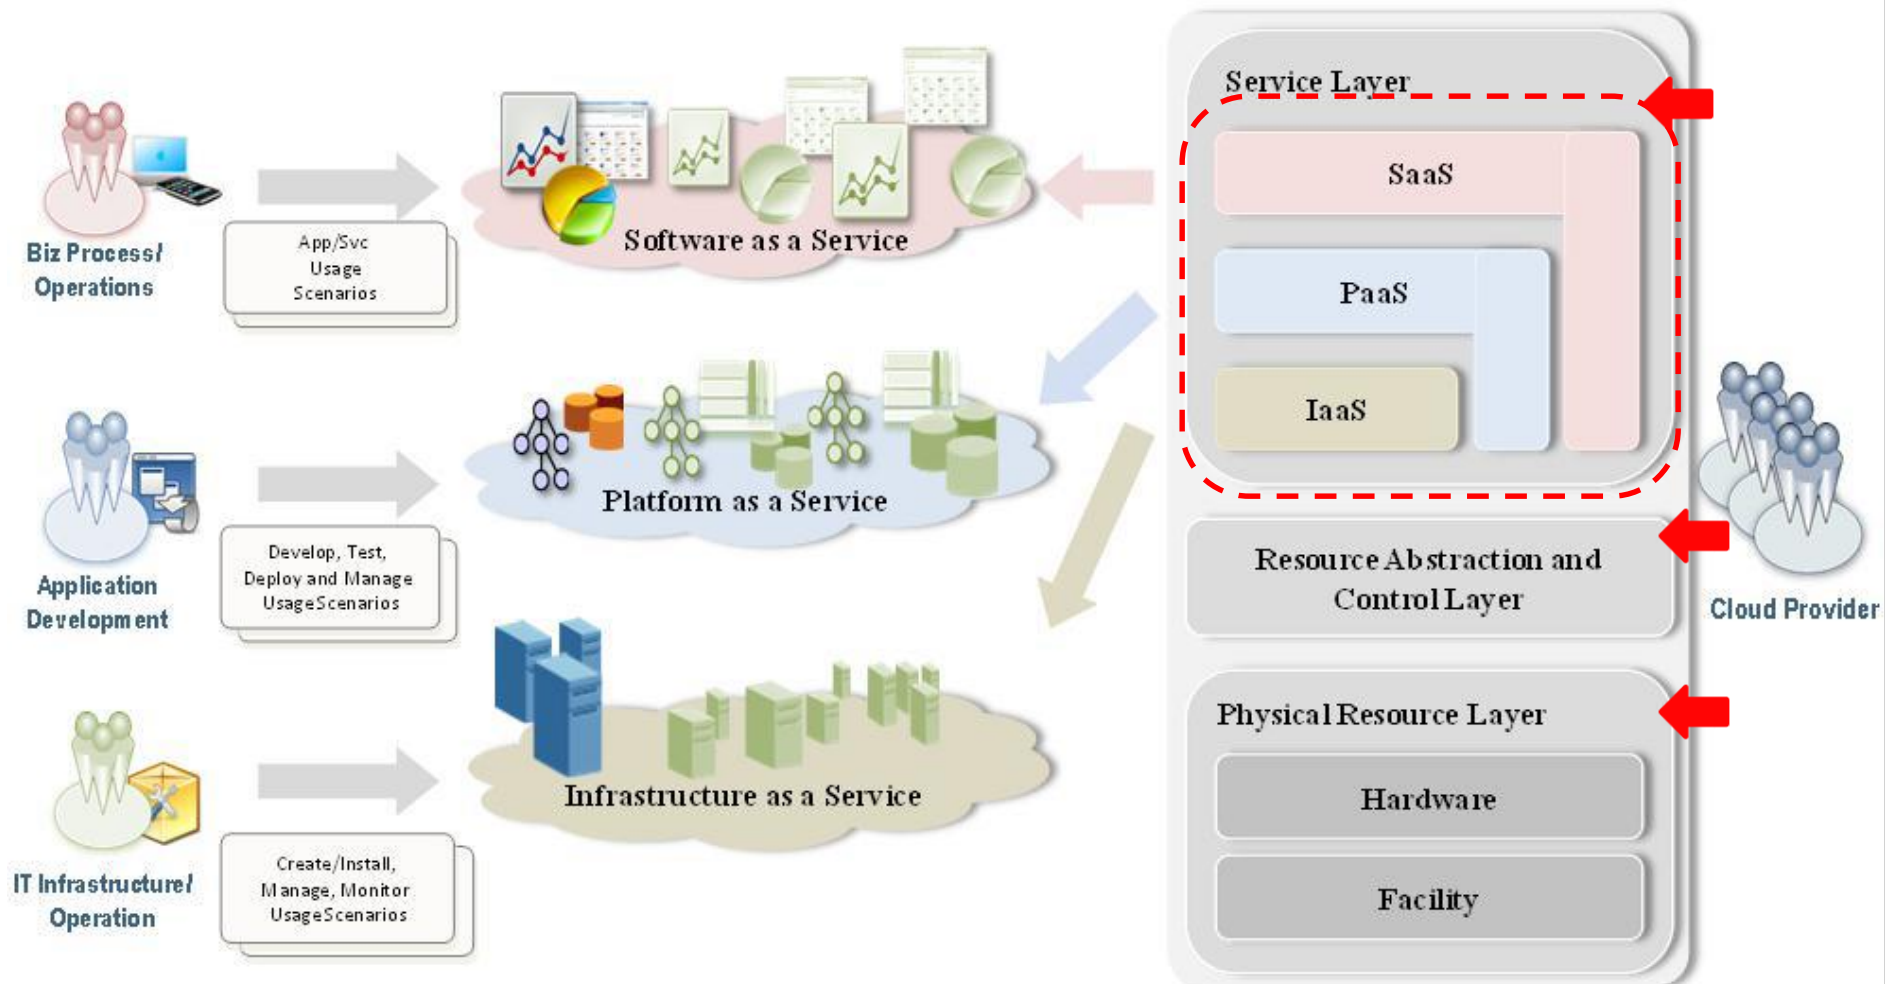 Biz Process/
Operations
App/Svc
Usage
Scenarios
Software as a Service
Application
Development
Develop, Test,
Deploy and Manage
Usage Scenarios
Platform as a Service
IT Infrastructure/
Operation
Create/Install,
Manage, Monitor
Usage Scenarios
Infrastructure as a Service
Service Layer
SaaS
PaaS
IaaS
Resource Abstraction and
Control Layer
Physical Resource Layer
Hardware
Facility
Cloud Provider